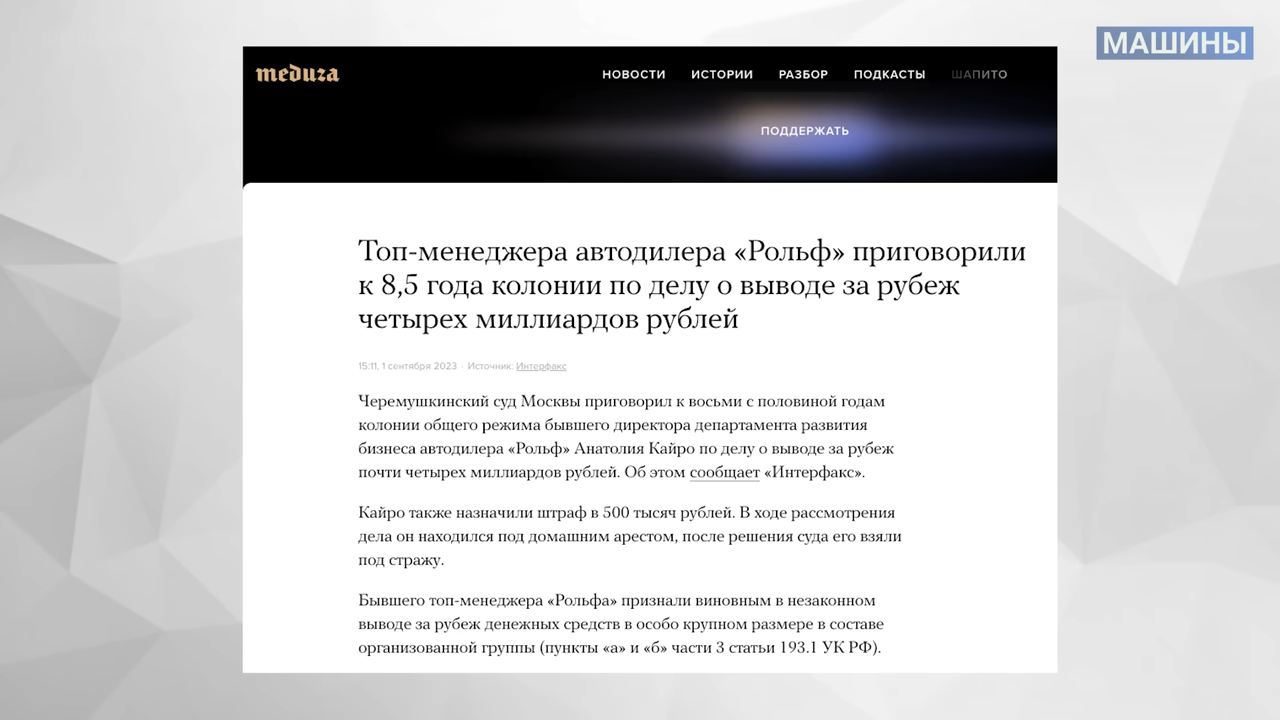 МАШИНЫ
meduza
НОВОСТИ ИСТОРИИ РАЗБОР ПОДКАСТЫ ШАПИТО
ПОДДЕРЖАТЬ
Топ-менеджера автодилера «Рольф» приговорили
к 8,5 года колонии по делу о выводе за рубеж
четырех миллиардов рублей
15:11, 1 сентября 2023 · Источник: Интерфакс
Черемушкинский суд Москвы приговорил к восьми с половиной годам
колонии общего режима бывшего директора департамента развития
бизнеса автодилера «Рольф» Анатолия Кайро по делу о выводе за рубеж
почти четырех миллиардов рублей. Об этом сообщает «Интерфакс».
Кайро также назначили штраф в 500 тысяч рублей. В ходе рассмотрения
дела он находился под домашним арестом, после решения суда его взяли
под стражу.
Бывшего топ-менеджера «Рольфа» признали виновным в незаконном
выводе за рубеж денежных средств в особо крупном размере в составе
организованной группы (пункты «а» и «б» части 3 статьи 193.1 УК РФ).